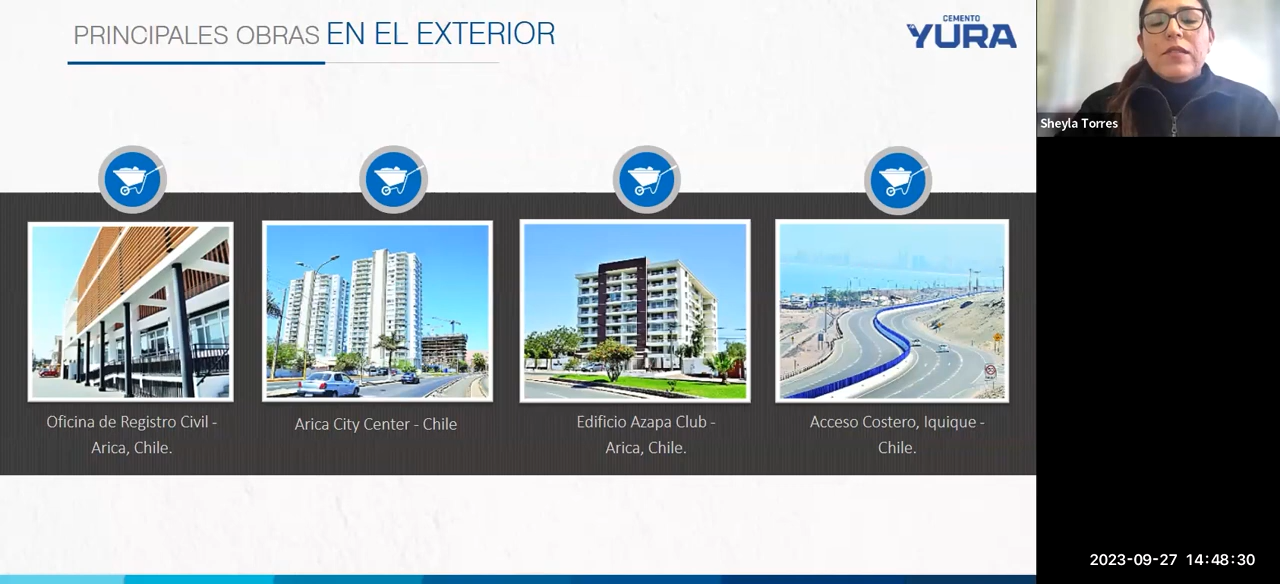 PRINCIPALES OBRAS EN EL EXTERIOR
CEMENTO
YURA
Sheyla Torres
Oficina de Registro Civil -
Arica, Chile.
Arica City Center - Chile
Edificio Azapa Club -
Arica, Chile.
Acceso Costero, Iquique -
Chile.
2023-09-27 14:48:30